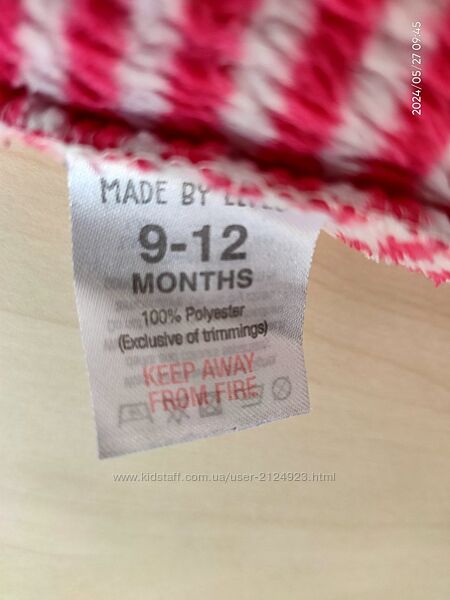 2024/05/27 09:45
MADE BY
9-12
MONTHS
100% Polyester
(Exclusive of trimmings)
KEEP AWAY
FROM FIRE
www.kidstaff.com.ua/user-2124923.html